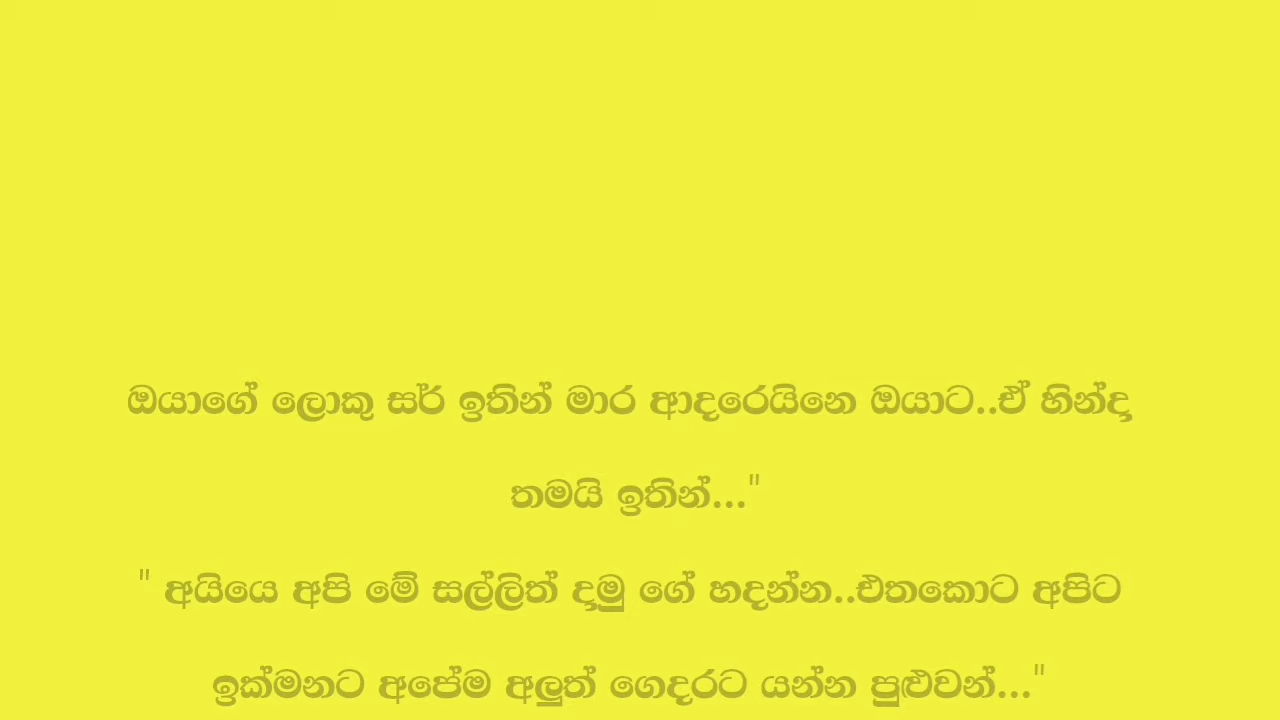 ඔයාගේ ලොකු සර් ඉතින් මාර ආදරෙයිනෙ ඔයාට..ඒ හින්ද
තමයි ඉතින්..."
" අයියෙ අපි මේ සල්ලිත් දමු ගේ හදන්න..එතකොට අපිට
ඉක්මනට අපේම අලුත් ගෙදරට යන්න පුළුවන්..."